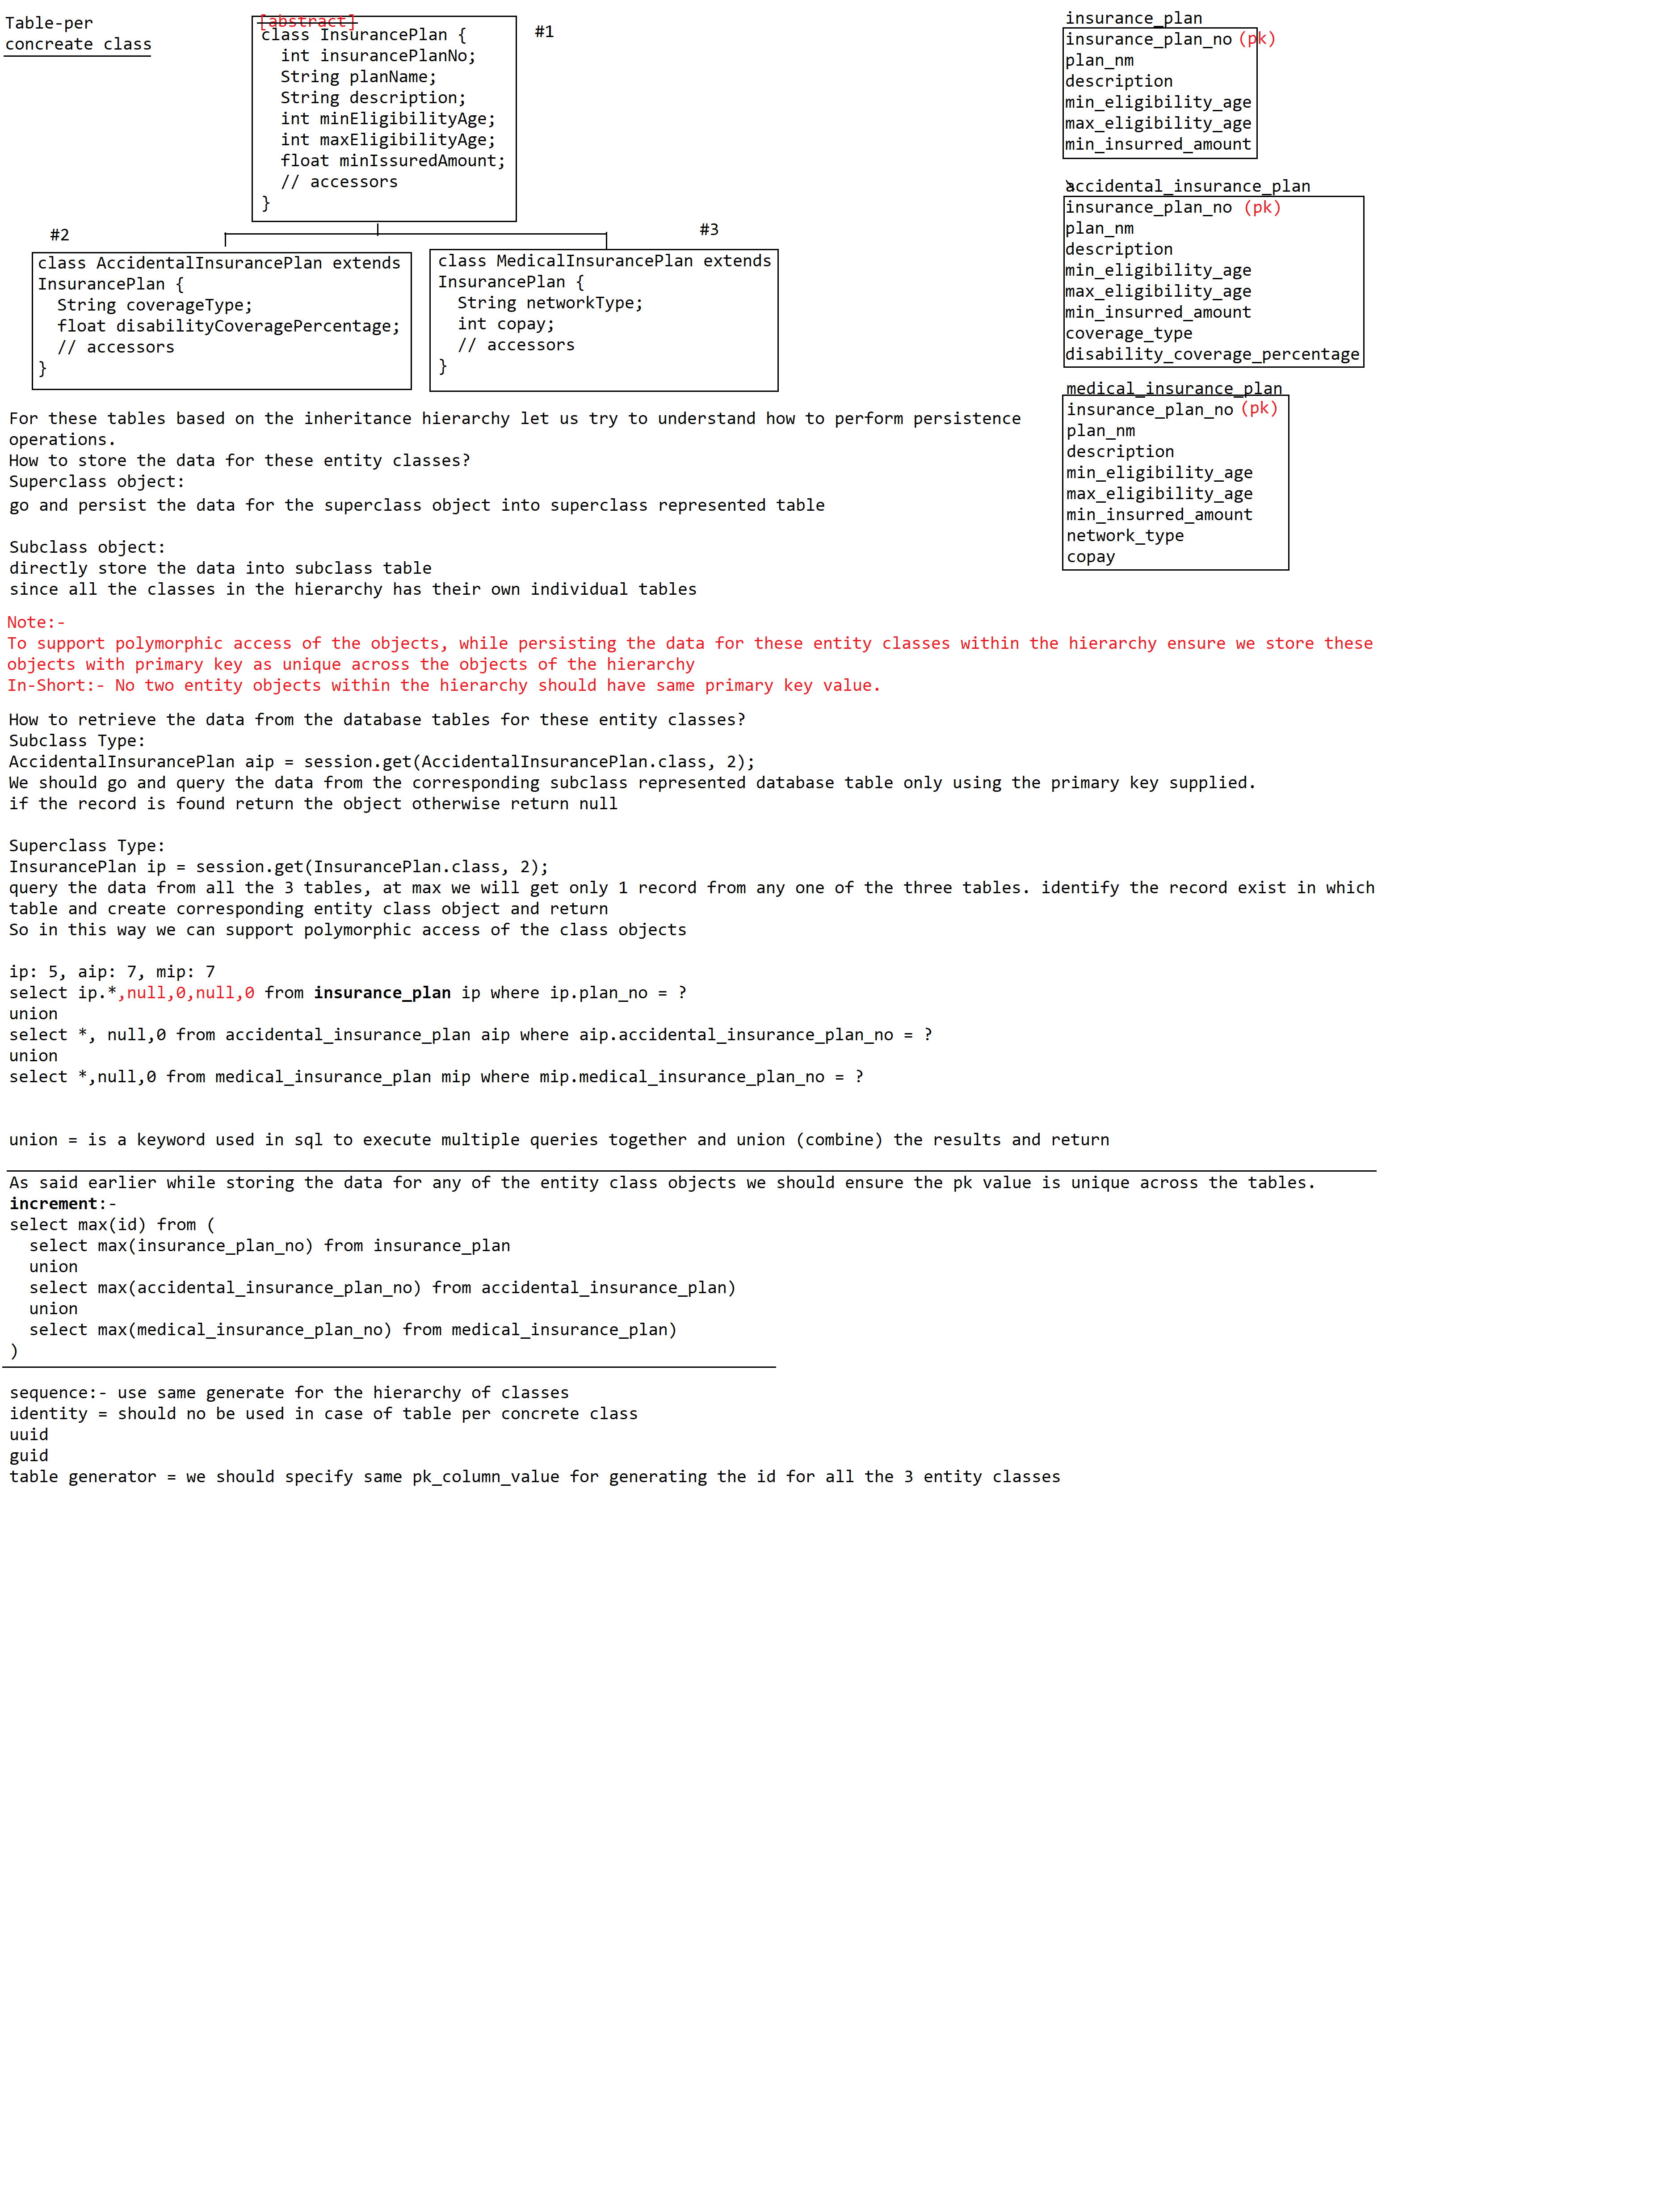 Table-per
concreate class
[abstract]
class InsurancePlan {
  int insurancePlanNo;
  String planName;
  String description;
  int minEligibilityAge;
  int maxEligibilityAge;
  float minIssuredAmount;
  // accessors
}
#1
#2
class AccidentalInsurancePlan extends
InsurancePlan {
  String coverageType;
  float disabilityCoveragePercentage;
  // accessors
}
#3
class MedicalInsurancePlan extends
InsurancePlan {
  String networkType;
  int copay;
  // accessors
}
insurance_plan
insurance_plan_no (pk)
plan_nm
description
min_eligibility_age
max_eligibility_age
min_insurred_amount
accidental_insurance_plan
insurance_plan_no (pk)
plan_nm
description
min_eligibility_age
max_eligibility_age
min_insurred_amount
coverage_type
disability_coverage_percentage
medical_insurance_plan
insurance_plan_no (pk)
plan_nm
description
min_eligibility_age
max_eligibility_age
min_insurred_amount
network_type
copay
For these tables based on the inheritance hierarchy let us try to understand how to perform persistence
operations.
How to store the data for these entity classes?
Superclass object:
go and persist the data for the superclass object into superclass represented table
Subclass object:
directly store the data into subclass table
since all the classes in the hierarchy has their own individual tables
Note:-
To support polymorphic access of the objects, while persisting the data for these entity classes within the hierarchy ensure we store these
objects with primary key as unique across the objects of the hierarchy
In-Short:- No two entity objects within the hierarchy should have same primary key value.
How to retrieve the data from the database tables for these entity classes?
Subclass Type:
AccidentalInsurancePlan aip = session.get(AccidentalInsurancePlan.class, 2);
We should go and query the data from the corresponding subclass represented database table only using the primary key supplied.
if the record is found return the object otherwise return null
Superclass Type:
InsurancePlan ip = session.get(InsurancePlan.class, 2);
query the data from all the 3 tables, at max we will get only 1 record from any one of the three tables. identify the record exist in which
table and create corresponding entity class object and return
So in this way we can support polymorphic access of the class objects
ip: 5, aip: 7, mip: 7
select ip.*,null,0,null,0 from insurance_plan ip where ip.plan_no = ?
union
select *, null,0 from accidental_insurance_plan aip where aip.accidental_insurance_plan_no = ?
union
select *,null,0 from medical_insurance_plan mip where mip.medical_insurance_plan_no = ?
union = is a keyword used in sql to execute multiple queries together and union (combine) the results and return
As said earlier while storing the data for any of the entity class objects we should ensure the pk value is unique across the tables.
increment:-
select max(id) from (
  select max(insurance_plan_no) from insurance_plan
  union
  select max(accidental_insurance_plan_no) from accidental_insurance_plan)
  union
  select max(medical_insurance_plan_no) from medical_insurance_plan)
)
sequence:- use same generate for the hierarchy of classes
identity = should no be used in case of table per concrete class
uuid
guid
table generator = we should specify same pk_column_value for generating the id for all the 3 entity classes